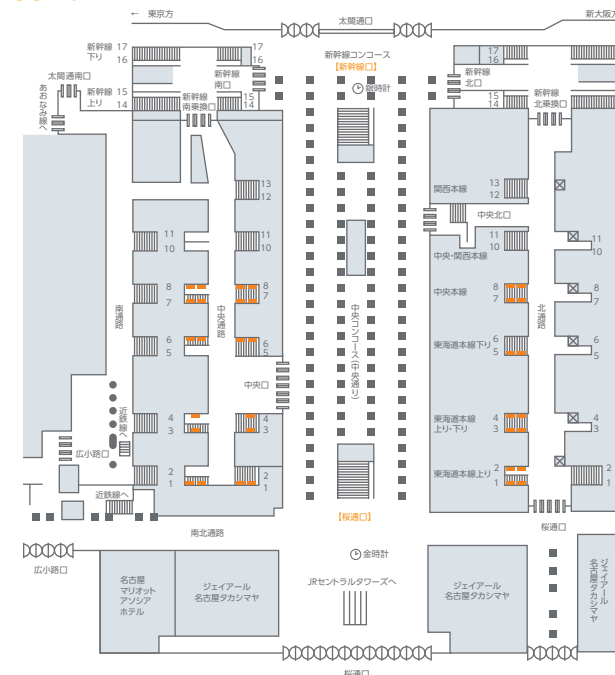 ← 東京方
太閤通口
新大阪方
新幹線
下り
17
16
17
16
新幹線コンコース
【新幹線口】
17
16
17
16
太閤通南口
新幹線
南口
新幹線
北口
銀時計
あおなみ線へ
新幹線
上り
15
14
新幹線
南乗換口
15
14
15
14
新幹線
北乗換口
15
14
13
12
関西本線
13
12
中央北口
11
10
11
10
中央・関西本線
11
10
11
10
8
7
8
7
中央本線
8
7
8
7
南通路
中央通路
中央コンコース(中央通り)
北通路
6
5
6
5
東海道本線下り
6
5
6
5
中央口
近鉄線へ
4
3
4
3
東海道本線
上り・下り
4
3
4
3
広小路口
2
1
2
1
東海道本線上り
2
1
2
1
近鉄線へ
【桜通口】
桜通口
南北通路
金時計
広小路口
名古屋
マリオット
アソシア
ホテル
ジェイアール
名古屋タカシマヤ
JRセントラルタワーズへ
ジェイアール
名古屋タカシマヤ
ジェイアール
名古屋タカシマヤ
桜通口